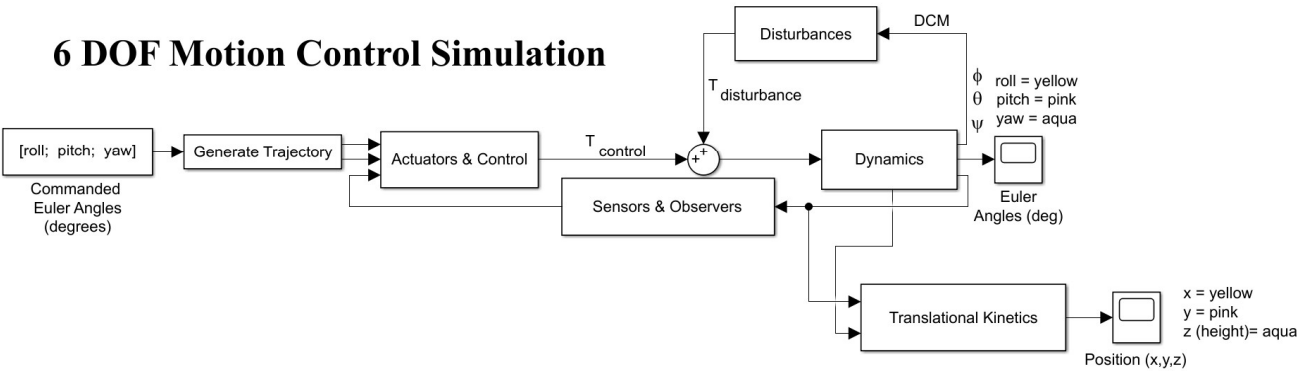 6 DOF Motion Control Simulation
Disturbances
DCM
T disturbance
ϕ
θ
ψ
roll = yellow
pitch = pink
yaw = aqua
[roll;  pitch;  yaw]
Commanded
Euler Angles
(degrees)
Generate Trajectory
Actuators & Control
T control
+
+
Dynamics
Euler
Angles (deg)
Sensors & Observers
Translational Kinetics
Position (x,y,z)
x = yellow
y = pink
z (height)= aqua